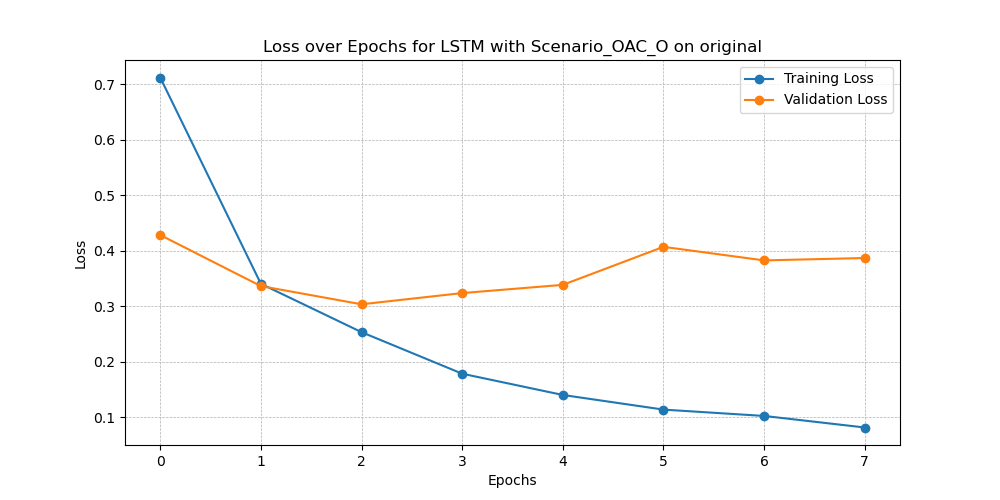 Loss over Epochs for LSTM with Scenario_OAC_O on original
Training Loss
Validation Loss
Loss
0.7
0.6
0.5
0.4
0.3
0.2
0.1
0 1 2 3 4 5 6 7
Epochs